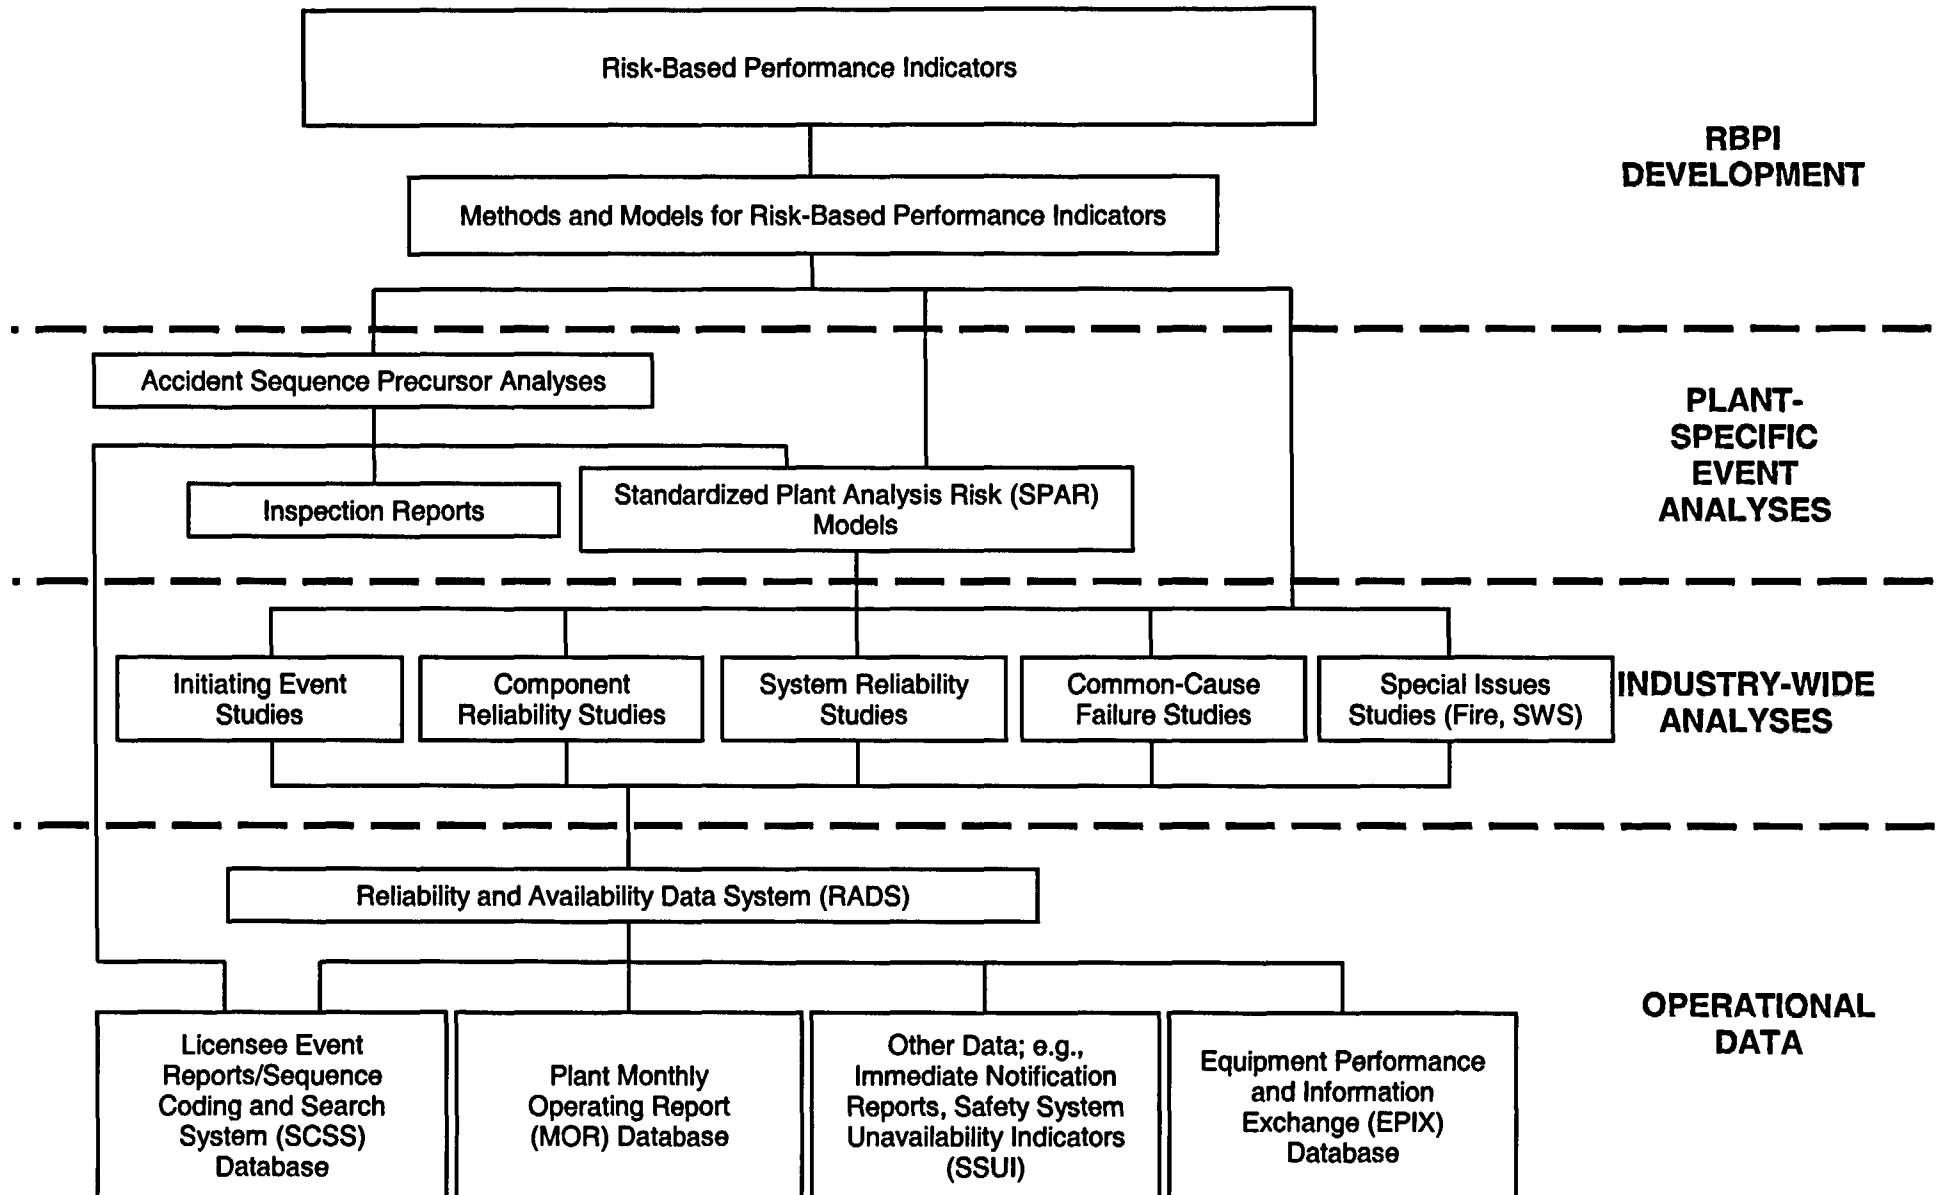 Risk-Based Performance Indicators
RBPI
DEVELOPMENT
Methods and Models for Risk-Based Performance Indicators
Accident Sequence Precursor Analyses
PLANT-
SPECIFIC
EVENT
ANALYSES
Inspection Reports
Standardized Plant Analysis Risk (SPAR)
Models
Initiating Event
Studies
Component
Reliability Studies
System Reliability
Studies
Common-Cause
Failure Studies
Special Issues
Studies (Fire, SWS)
INDUSTRY-WIDE
ANALYSES
Reliability and Availability Data System (RADS)
OPERATIONAL
DATA
Licensee Event
Reports/Sequence
Coding and Search
System (SCSS)
Database
Plant Monthly
Operating Report
(MOR) Database
Other Data; e.g.,
Immediate Notification
Reports, Safety System
Unavailability Indicators
(SSUI)
Equipment Performance
and Information
Exchange (EPIX)
Database